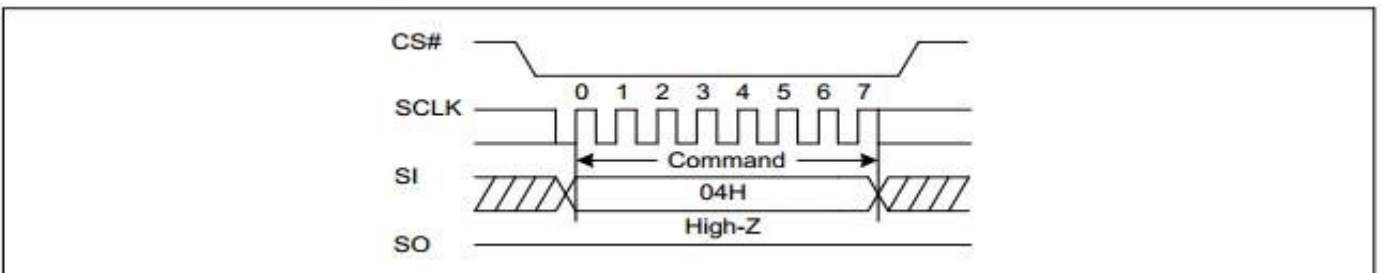 CS#
0 1 2 3 4 5 6 7
SCLK
Command
SI
04H
High-Z
SO